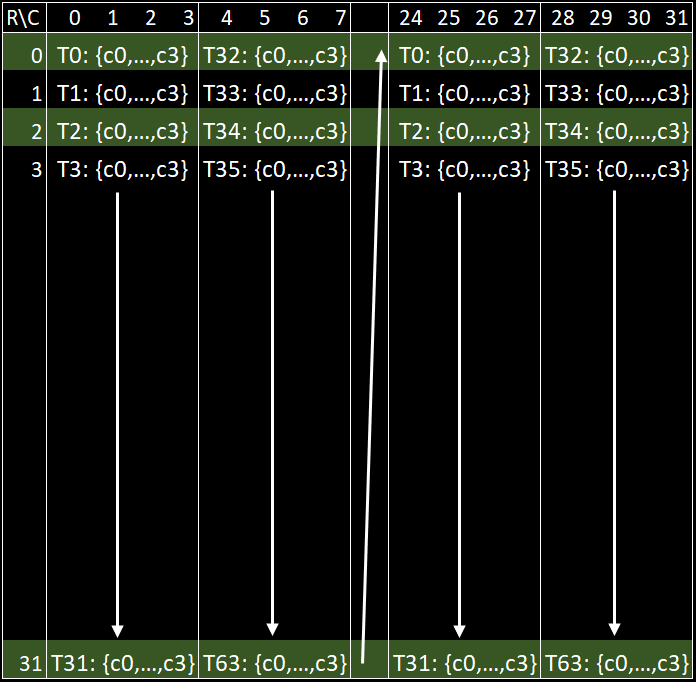 R\C 0 1 2 3 4 5 6 7 24 25 26 27 28 29 30 31
0 T0: {c0,...,c3} T32: {c0,...,c3} T0: {c0,...,c3} T32: {c0,...,c3}
1 T1: {c0,...,c3} T33: {c0,...,c3} T1: {c0,...,c3} T33: {c0,...,c3}
2 T2: {c0,...,c3} T34: {c0,...,c3} T2: {c0,...,c3} T34: {c0,...,c3}
3 T3: {c0,...,c3} T35: {c0,...,c3} T3: {c0,...,c3} T35: {c0,...,c3}
31 T31: {c0,...,c3} T63: {c0,...,c3} T31: {c0,...,c3} T63: {c0,...,c3}